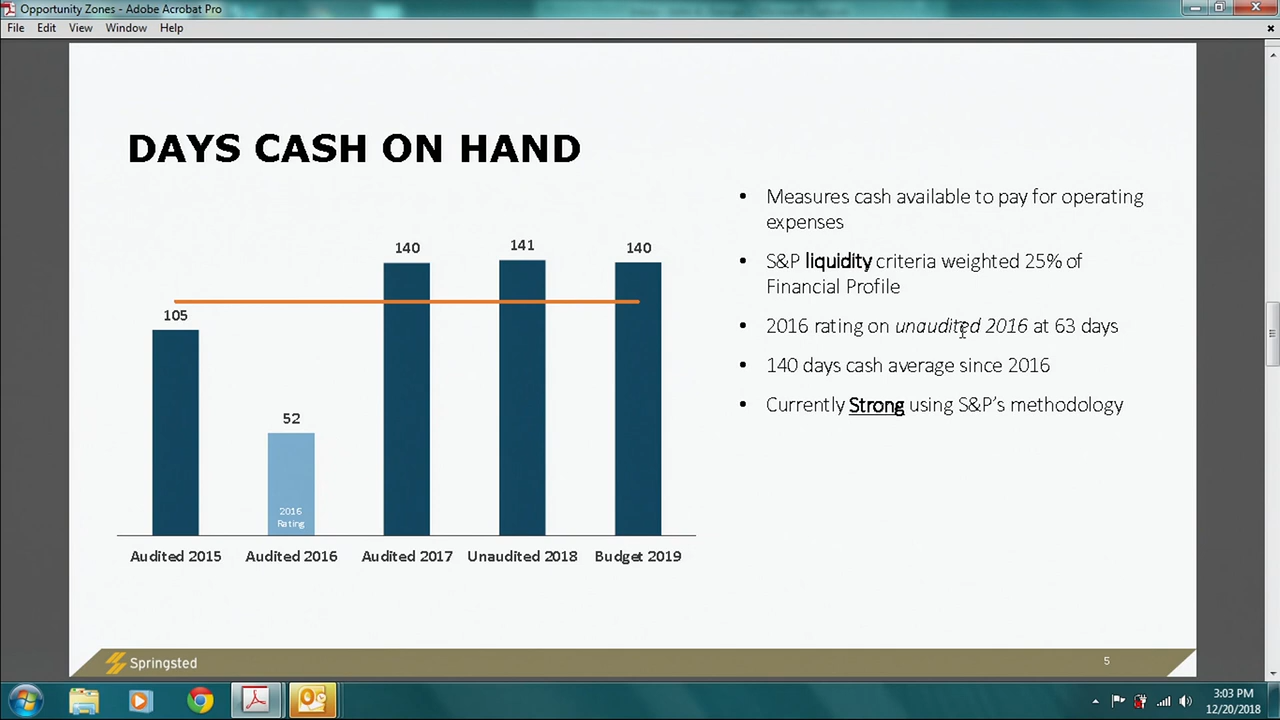 Opportunity Zones - Adobe Acrobat Pro
File Edit View Window Help
DAYS CASH ON HAND
105
52
140
141
140
2016
Rating
Audited 2015 Audited 2016 Audited 2017 Unaudited 2018 Budget 2019
• Measures cash available to pay for operating
expenses
• S&P liquidity criteria weighted 25% of
Financial Profile
• 2016 rating on unaudited 2016 at 63 days
• 140 days cash average since 2016
• Currently Strong using S&P's methodology
Springsted
5
3:03 PM
12/20/2018